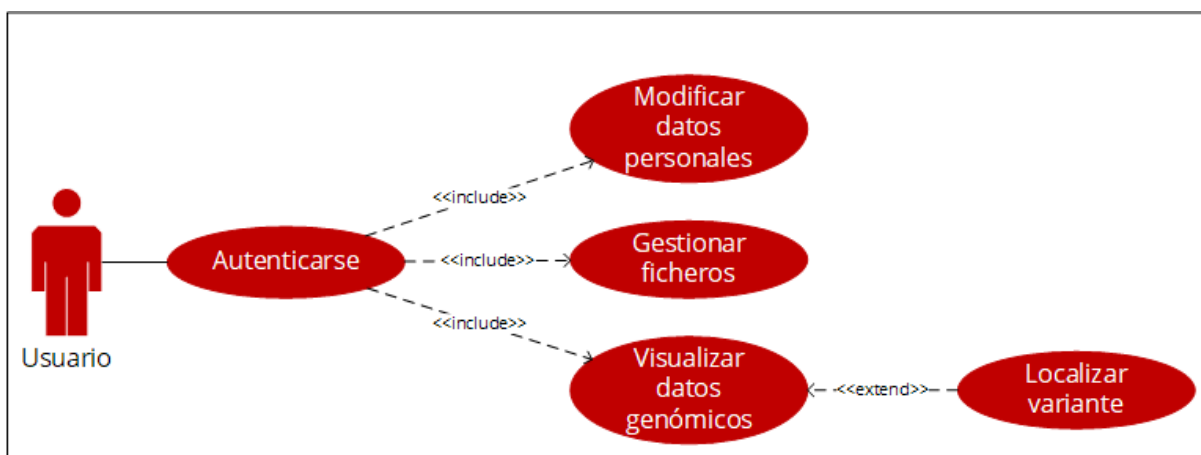 Modificar
datos
personales
<<include>>
Usuario
Autenticarse
<<include>>
Gestionar
ficheros
<<include>>
Visualizar
datos
genómicos
<<extend>>
Localizar
variante